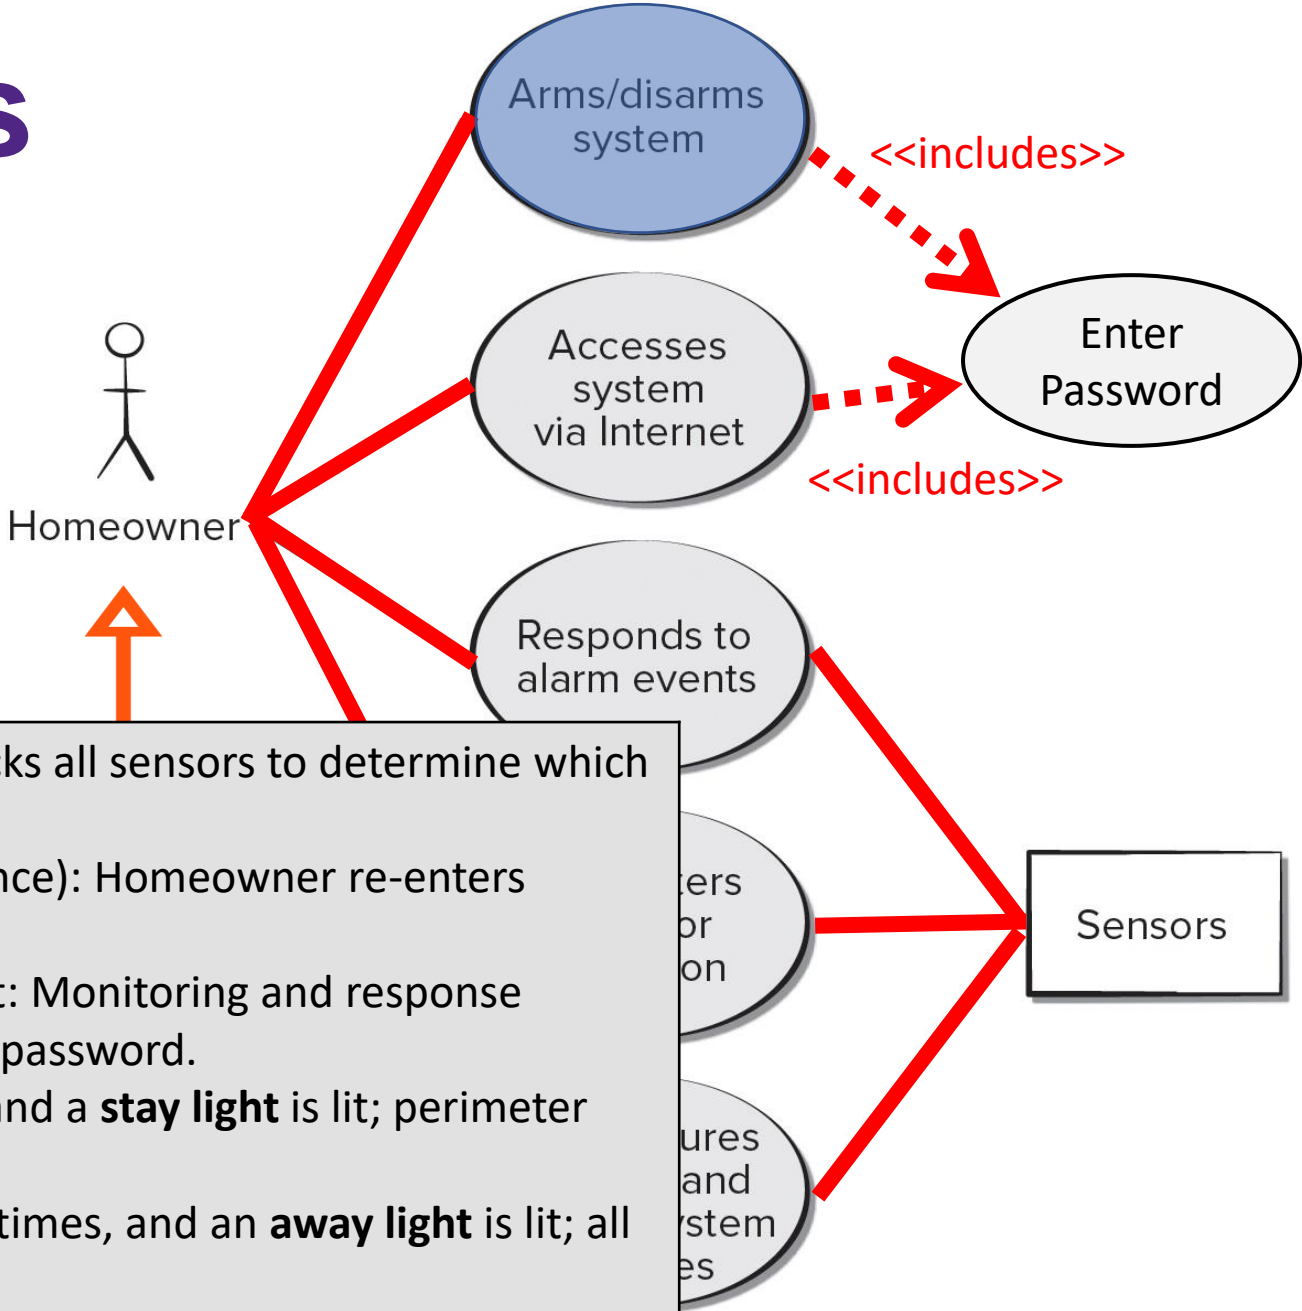 s
Arms/disarms
system
<<includes>>
Enter
Password
Accesses
system
via Internet
<<includes>>
Homeowner
Responds to
alarm events
cks all sensors to determine which
nce): Homeowner re-enters
t: Monitoring and response
password.
and a stay light is lit; perimeter
times, and an away light is lit; all
ters
or
on
Sensors
ures
and
ystem
es